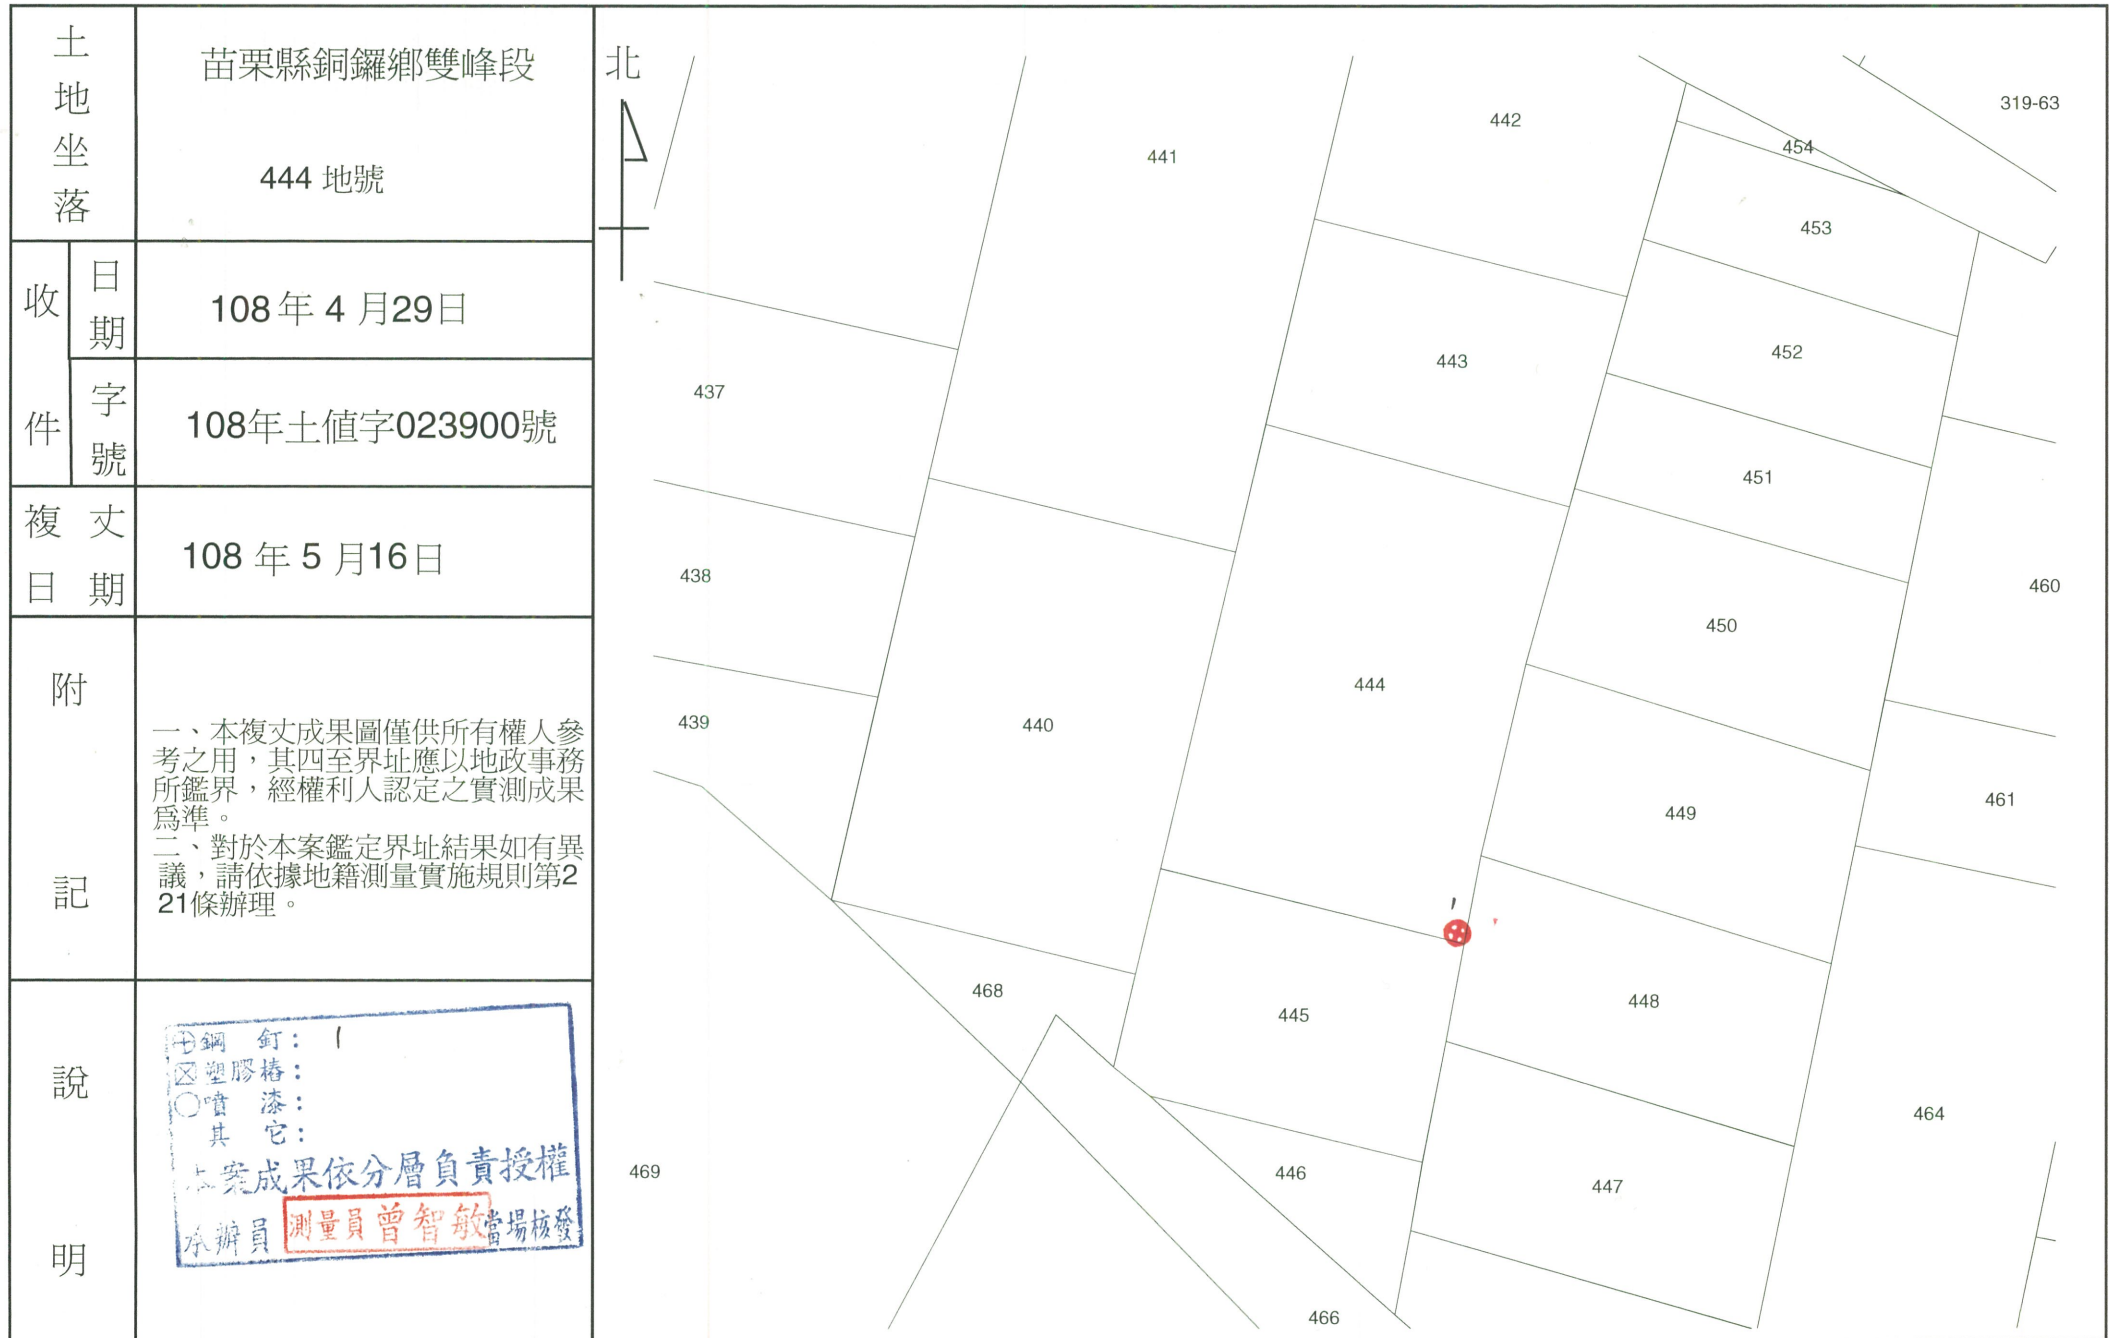 土地坐落
苗栗縣銅鑼鄉雙峰段
444 地號
收件
日期
108年 4 月29日
字號
108年土值字023900號
複丈日期
108 年 5 月16日
附記
一、本複丈成果圖僅供所有權人參
考之用，其四至界址應以地政事務
所鑑界，經權利人認定之實測成果
為準。
二、對於本案鑑定界址結果如有異
議，請依據地籍測量實施規則第2
21條辦理。
說明
鋼 釘： 1
塑膠樁：
噴 漆：
其 它：
本案成果依分層負責授權
承辦員 測量員曾智敏 當場核發
北
319-63
442
454
441
453
452
443
437
451
460
438
450
444
439
440
461
449
1
468
448
445
464
469
446
447
466